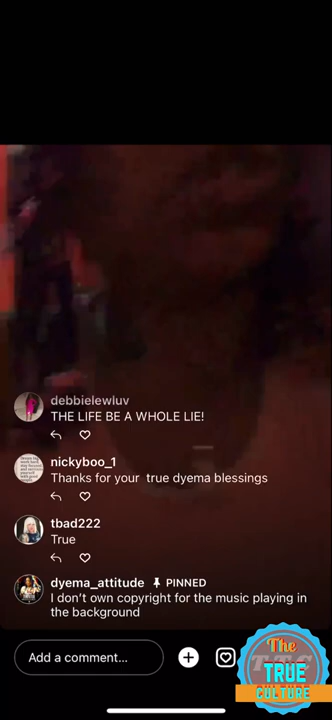 debbielewluv
THE LIFE BE A WHOLE LIE!
nickyboo_1
Thanks for your true dyema blessings
tbad222
True
dyema_attitude PINNED
I don't own copyright for the music playing in
the background
Add a comment...
The
TRUE
CULTURE